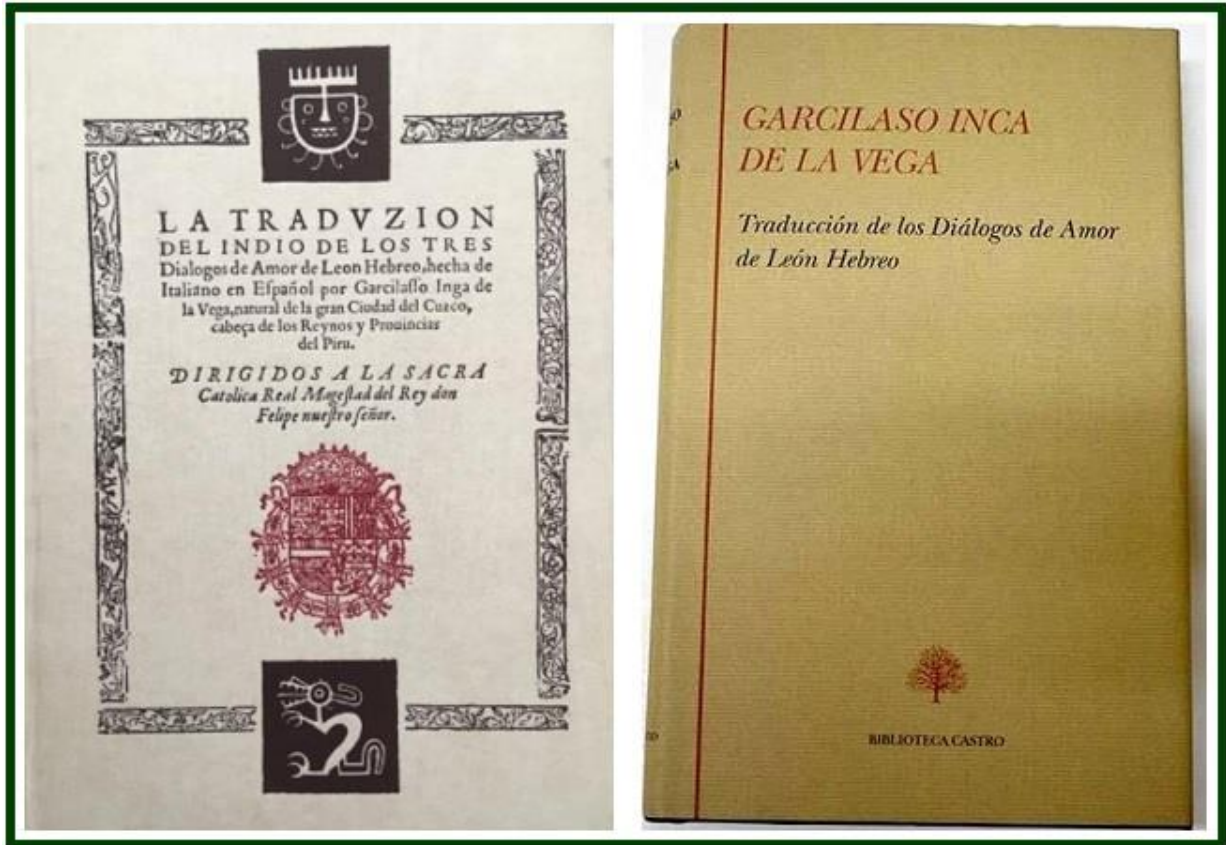 LA TRADVZION
DEL INDIO DE LOS TRES
Dialogos de Amor de Leon Hebreo, hecha de
Italiano en Eſpañol por Garcilaſſo Inga de
la Vega, natural de la gran Ciudad del Cuzco,
cabeça de los Reynos y Prouincias
del Piru.
DIRIGIDOS A LA SACRA
Catolica Real Mageſtad del Rey don
Felipe nueſtro ſeñor.
GARCILASO INCA
DE LA VEGA
Traducción de los Diálogos de Amor
de León Hebreo
BIBLIOTECA CASTRO